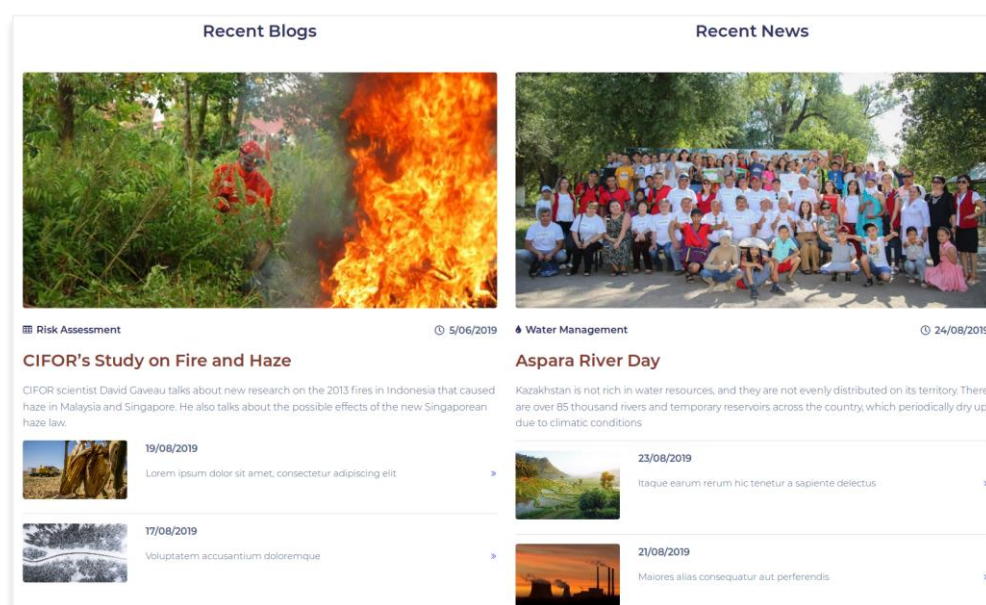 Recent Blogs
Risk Assessment
5/06/2019
CIFOR’s Study on Fire and Haze
CIFOR scientist David Gaveau talks about new research on the 2013 fires in Indonesia that caused
haze in Malaysia and Singapore. He also talks about the possible effects of the new Singaporean
haze law.
19/08/2019
Lorem ipsum dolor sit amet, consectetur adipiscing elit
»
17/08/2019
Voluptatem accusantium doloremque
»
Recent News
Water Management
24/08/2019
Aspara River Day
Kazakhstan is not rich in water resources, and they are not evenly distributed on its territory. There
are over 85 thousand rivers and temporary reservoirs across the country, which periodically dry up
due to climatic conditions
23/08/2019
Itaque earum rerum hic tenetur a sapiente delectus
21/08/2019
Maiores alias consequatur aut perferendis